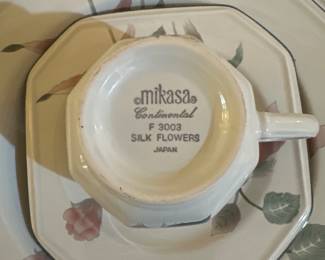 mikasa
Continental
F 3003
SILK FLOWERS
JAPAN